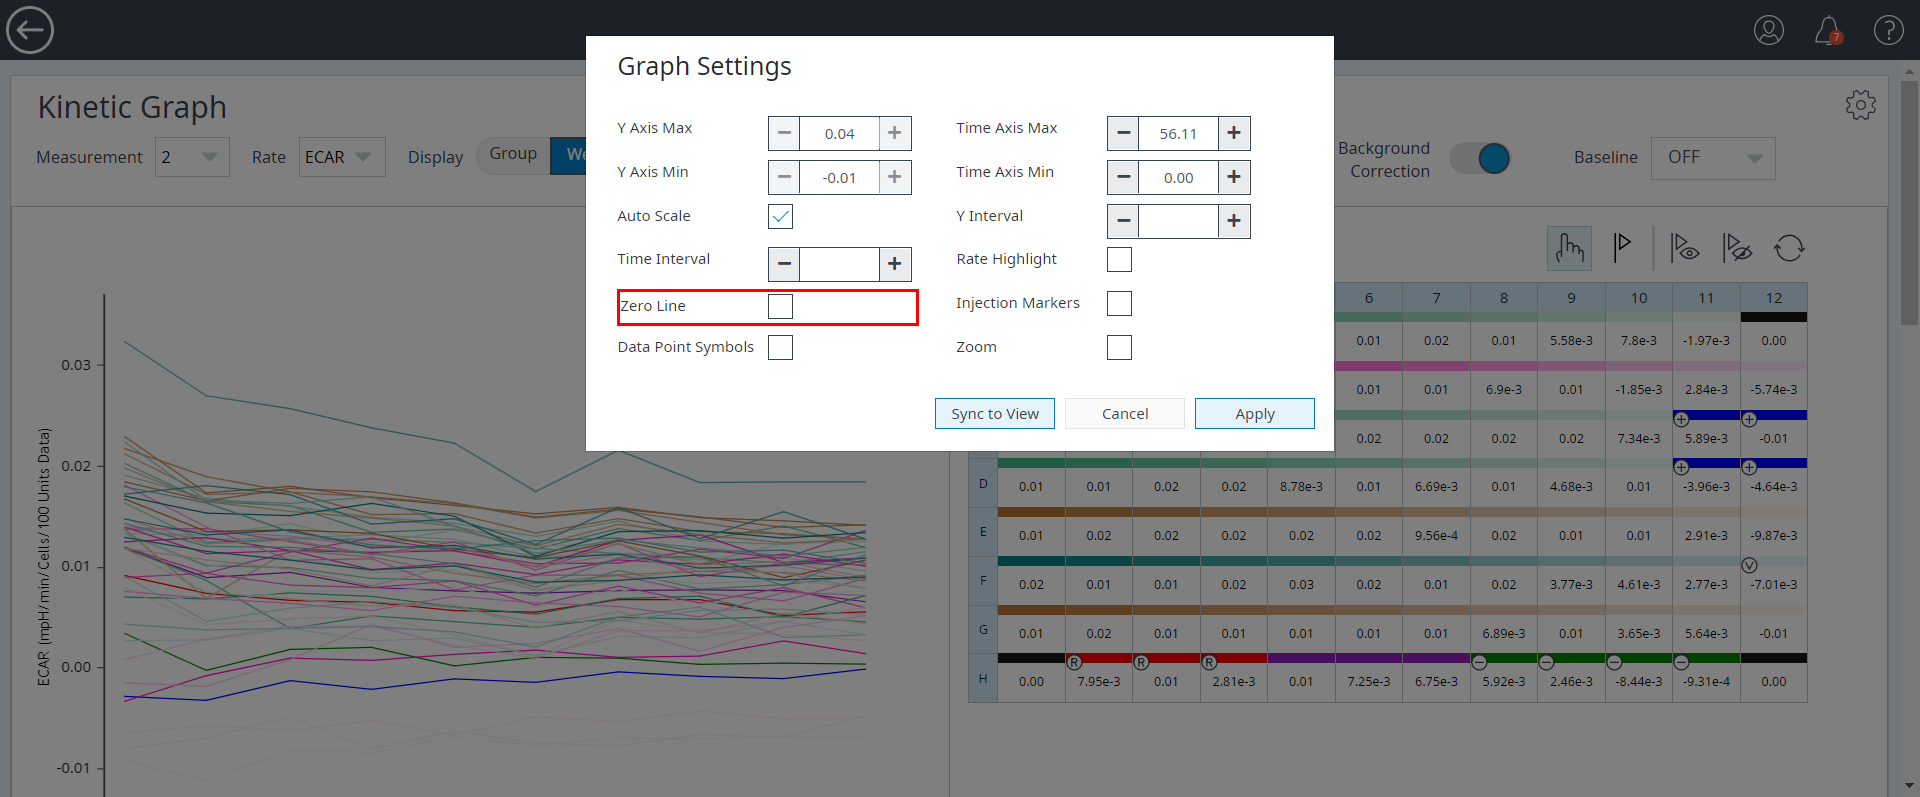 7
Kinetic Graph
Measurement 2 Rate ECAR Display Group We
Background Correction
Baseline OFF
Graph Settings
Y Axis Max 0.04 Time Axis Max 56.11
Y Axis Min -0.01 Time Axis Min 0.00
Auto Scale Y Interval
Time Interval Rate Highlight
Zero Line Injection Markers
Data Point Symbols Zoom
Sync to View Cancel Apply
ECAR (mpH/min/Cells/100 Units Data)
0.03
0.02
0.01
0.00
-0.01
6 7 8 9 10 11 12
0.01 0.02 0.01 5.58e-3 7.8e-3 -1.97e-3 0.00
0.01 0.01 6.9e-3 0.01 -1.85e-3 2.84e-3 -5.74e-3
0.02 0.02 0.02 0.02 7.34e-3 5.89e-3 -0.01
D 0.01 0.01 0.02 0.02 8.78e-3 0.01 6.69e-3 0.01 4.68e-3 0.01 -3.96e-3 -4.64e-3
E 0.01 0.02 0.02 0.02 0.02 0.02 9.56e-4 0.02 0.01 0.01 2.91e-3 -9.87e-3
V
F 0.02 0.01 0.01 0.02 0.03 0.02 0.01 0.02 3.77e-3 4.61e-3 2.77e-3 -7.01e-3
G 0.01 0.02 0.01 0.01 0.01 0.01 0.01 6.89e-3 0.01 3.65e-3 5.64e-3 -0.01
R R R
H 0.00 7.95e-3 0.01 2.81e-3 0.01 7.25e-3 6.75e-3 5.92e-3 2.46e-3 -8.44e-3 -9.31e-4 0.00